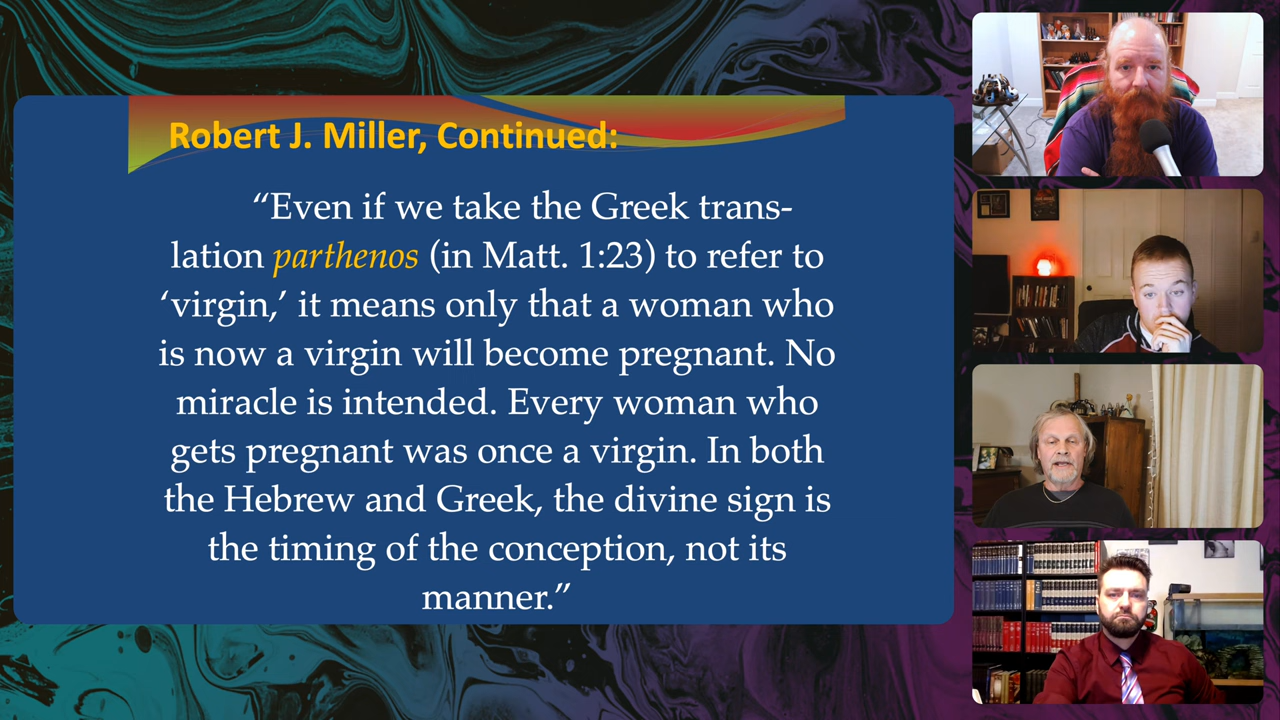 Robert J. Miller, Continued:
“Even if we take the Greek trans-
lation parthenos (in Matt. 1:23) to refer to
‘virgin,’ it means only that a woman who
is now a virgin will become pregnant. No
miracle is intended. Every woman who
gets pregnant was once a virgin. In both
the Hebrew and Greek, the divine sign is
the timing of the conception, not its
manner.”